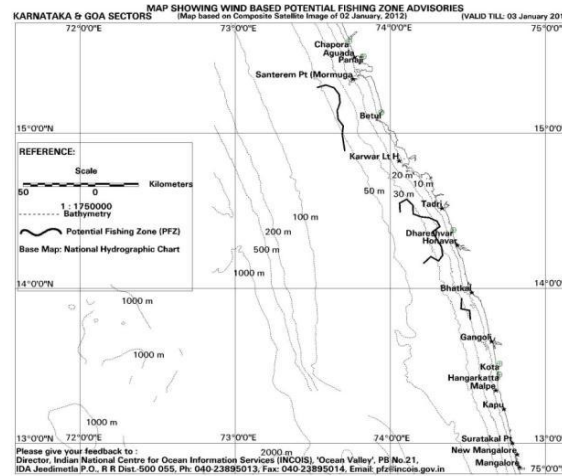 MAP SHOWING WIND BASED POTENTIAL FISHING ZONE ADVISORIES
KARNATAKA & GOA SECTORS
(Map based on Composite Satellite Image of 02 January, 2012)
(VALID TILL: 03 January 201
72°0'0"E
73°0'0"E
74°0'0"E
75°0'
Chapora
Aguada
Panaji
Santerem Pt (Mormuga
Betul
15°0'0"N
15°0'0"N
Karwar Lt H
REFERENCE:
Scale
50 0 Kilometers
1 : 1750000
Bathymetry
Potential Fishing Zone (PFZ)
Base Map: National Hydrographic Chart
20 m
10 m
50 m
30 m
100 m
200 m
500 m
1000 m
Tadri
Dhareshvar
Honavar
14°0'0"N
14°0'0"N
Bhatkal
1000 m
Gangoli
1000 m
Kota
Hangarkatta
Malpe
Kapu
1000 m
Suratakal Pt
13°0'0"N
13°0'0"N
72°0'0"E
73°0'0"E
74°0'0"E
New Mangalore
Mangalore
2000 m
Please give your feedback to :
Director, Indian National Centre for Ocean Information Services (INCOIS), 'Ocean Valley', PB No.21,
IDA Jeedimetla P.O., R R Dist.-500 055, Ph: 040-23895013, Fax: 040-23895014, Email: pfz@incois.gov.in